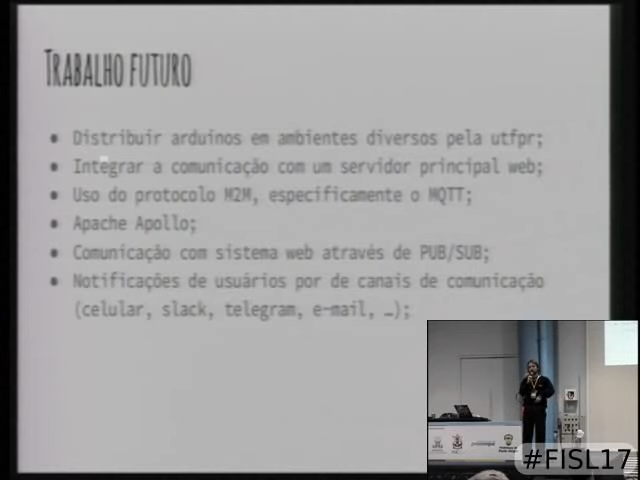 TRABALHO FUTURO
Distribuir arduinos em ambientes diversos pela utfpr;
Integrar a comunicação com um servidor principal web;
Uso do protocolo M2M, especificamente o MQTT;
Apache Apollo;
Comunicação com sistema web através de PUB/SUB;
Notificações de usuários por de canais de comunicação
(celular, slack, telegram, e-mail, …);
#FISL17